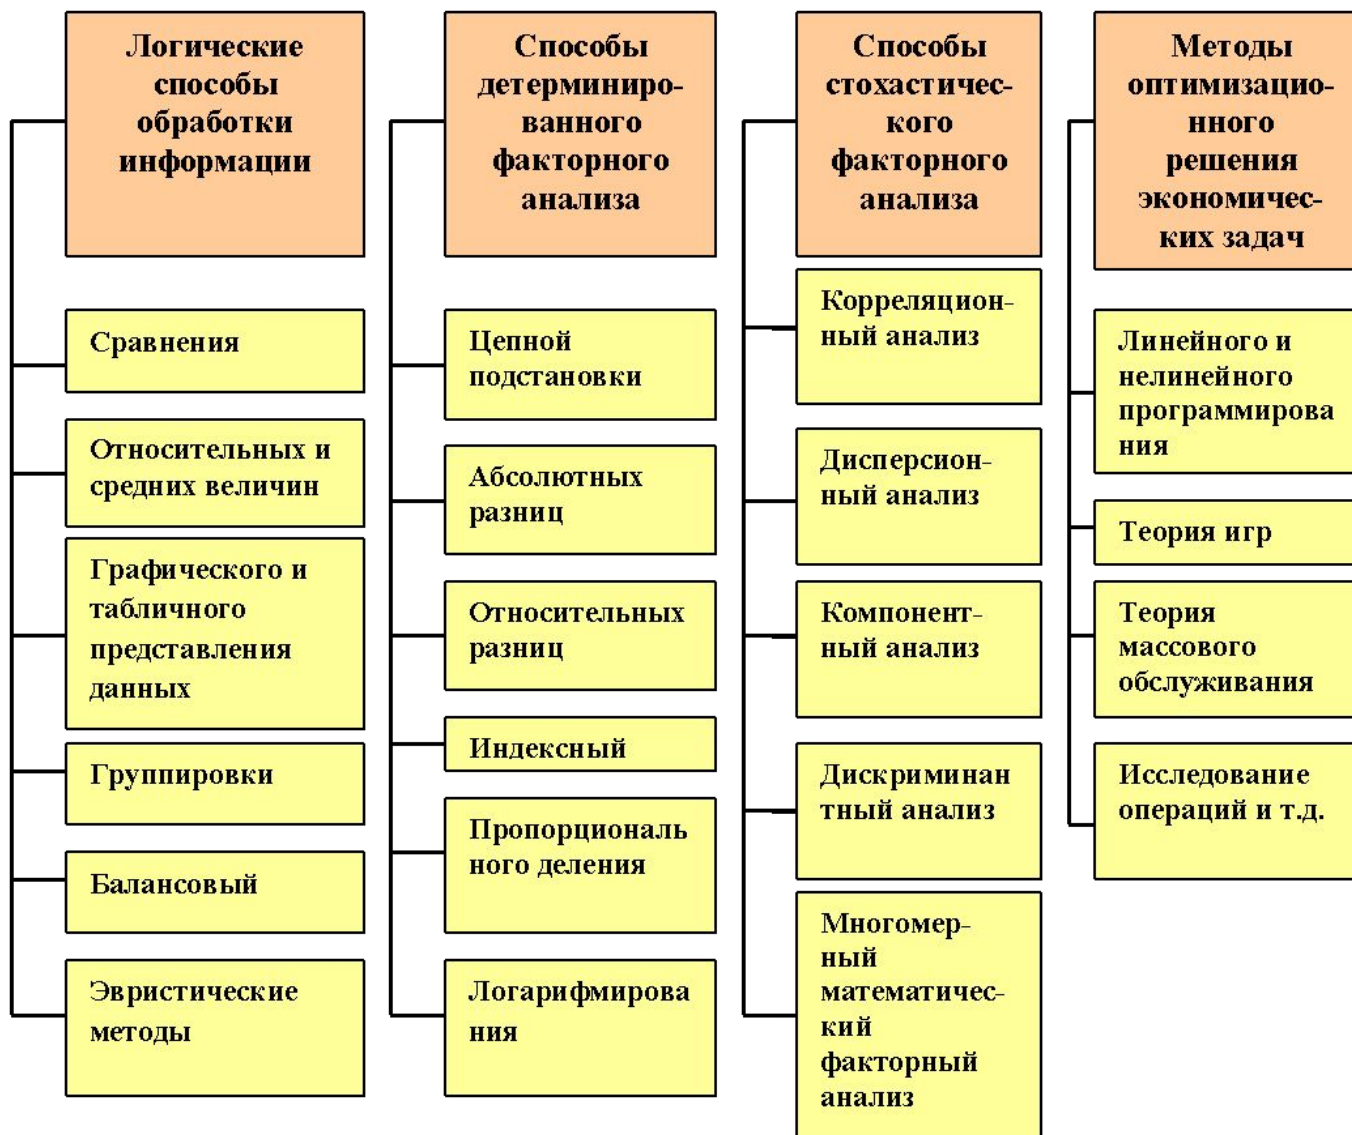 Логические
способы
обработки
информации
Сравнения
Относительных и
средних величин
Графического и
табличного
представления
данных
Группировки
Балансовый
Эвристические
методы
Способы
детерминиро-
ванного
факторного
анализа
Цепной
подстановки
Абсолютных
разниц
Относительных
разниц
Индексный
Пропорциональ
ного деления
Логарифмирова
ния
Способы
стохастичес-
кого
факторного
анализа
Корреляцион-
ный анализ
Дисперсион-
ный анализ
Компонент-
ный анализ
Дискриминан
тный анализ
Многомер-
ный
математичес-
кий
факторный
анализ
Методы
оптимизацио-
нного
решения
экономичес-
ких задач
Линейного и
нелинейного
программирова
ния
Теория игр
Теория
массового
обслуживания
Исследование
операций и т.д.